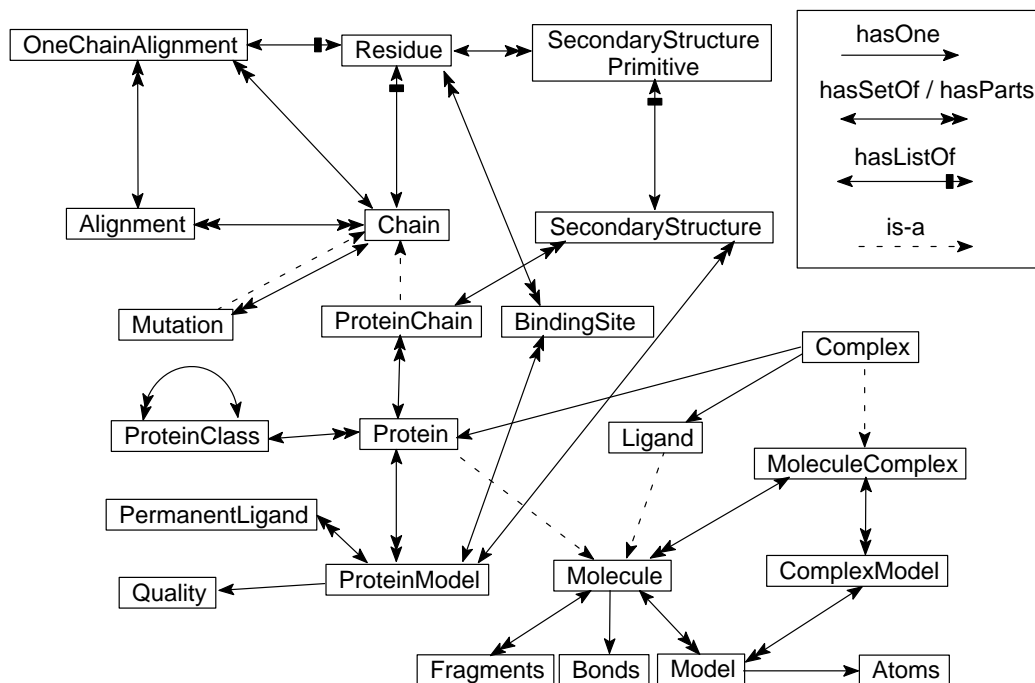 OneChainAlignment
Residue
SecondaryStructure
Primitive
hasOne
hasSetOf / hasParts
hasListOf
is-a
Alignment
Chain
SecondaryStructure
Mutation
ProteinChain
BindingSite
Complex
ProteinClass
Protein
Ligand
MoleculeComplex
PermanentLigand
ProteinModel
Molecule
ComplexModel
Quality
Fragments
Bonds
Model
Atoms